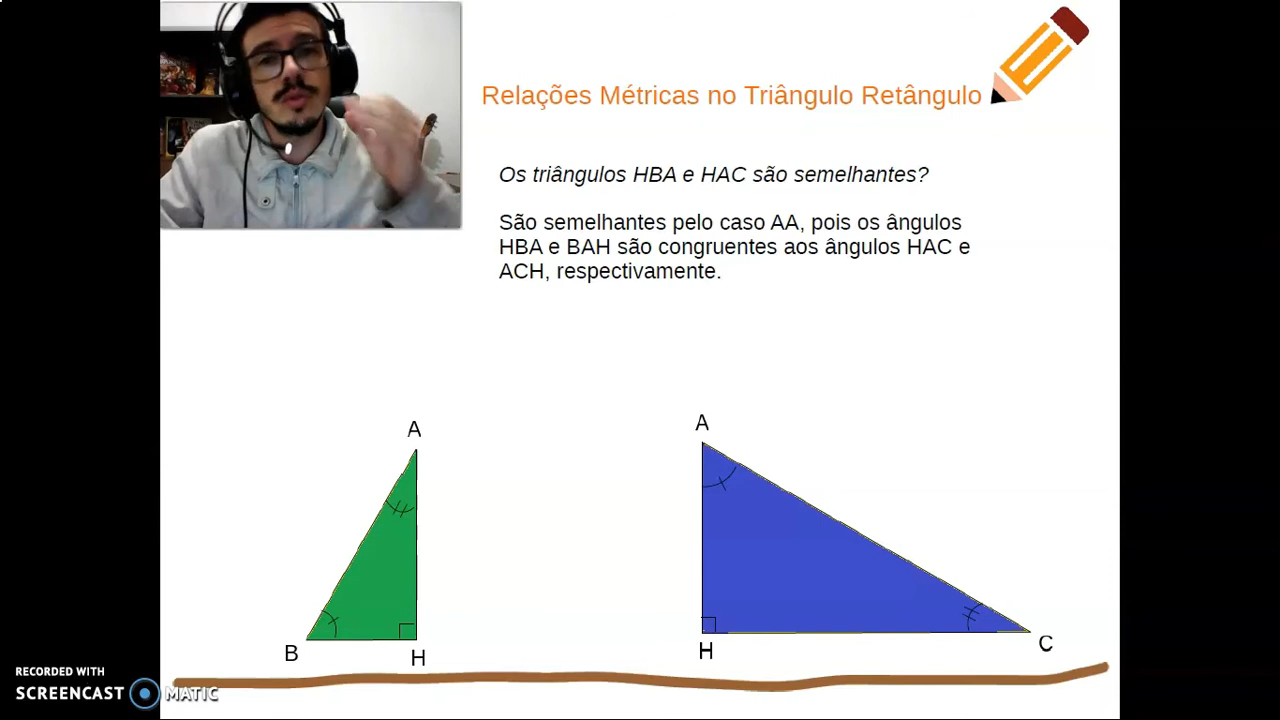 Relações Métricas no Triângulo Retângulo
Os triângulos HBA e HAC são semelhantes?
São semelhantes pelo caso AA, pois os ângulos
HBA e BAH são congruentes aos ângulos HAC e
ACH, respectivamente.
A
A
B
H
H
C
RECORDED WITH
SCREENCAST MATIC